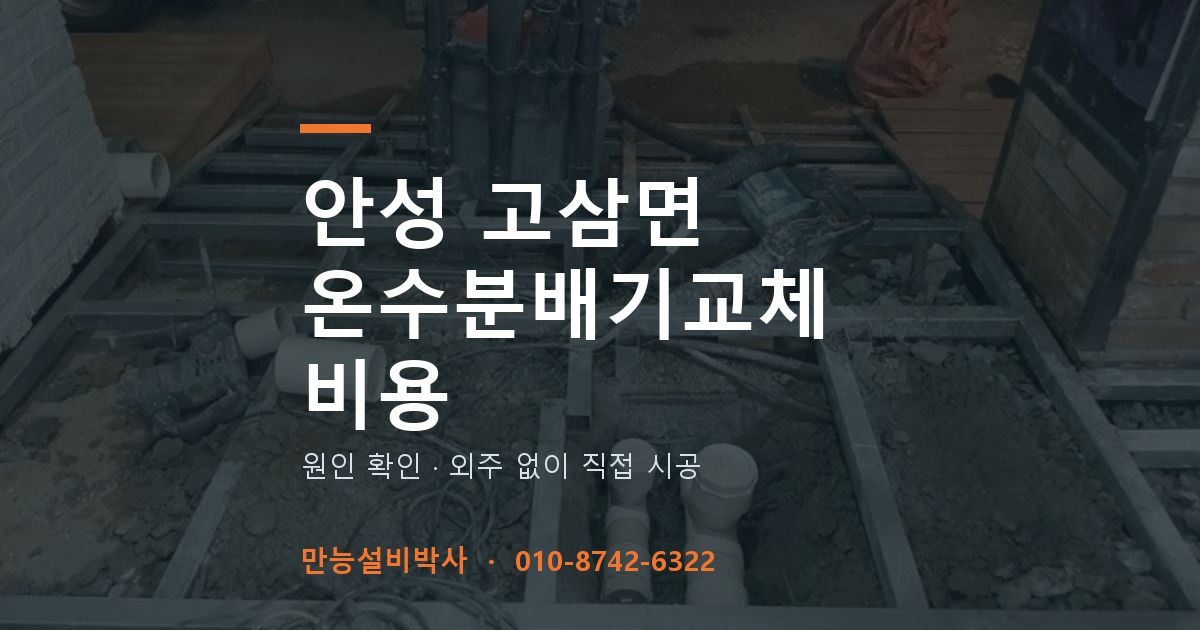 안성 고삼면
온수분배기교체
비용
원인 확인 · 외주 없이 직접 시공
만능설비박사 · 010-8742-6322